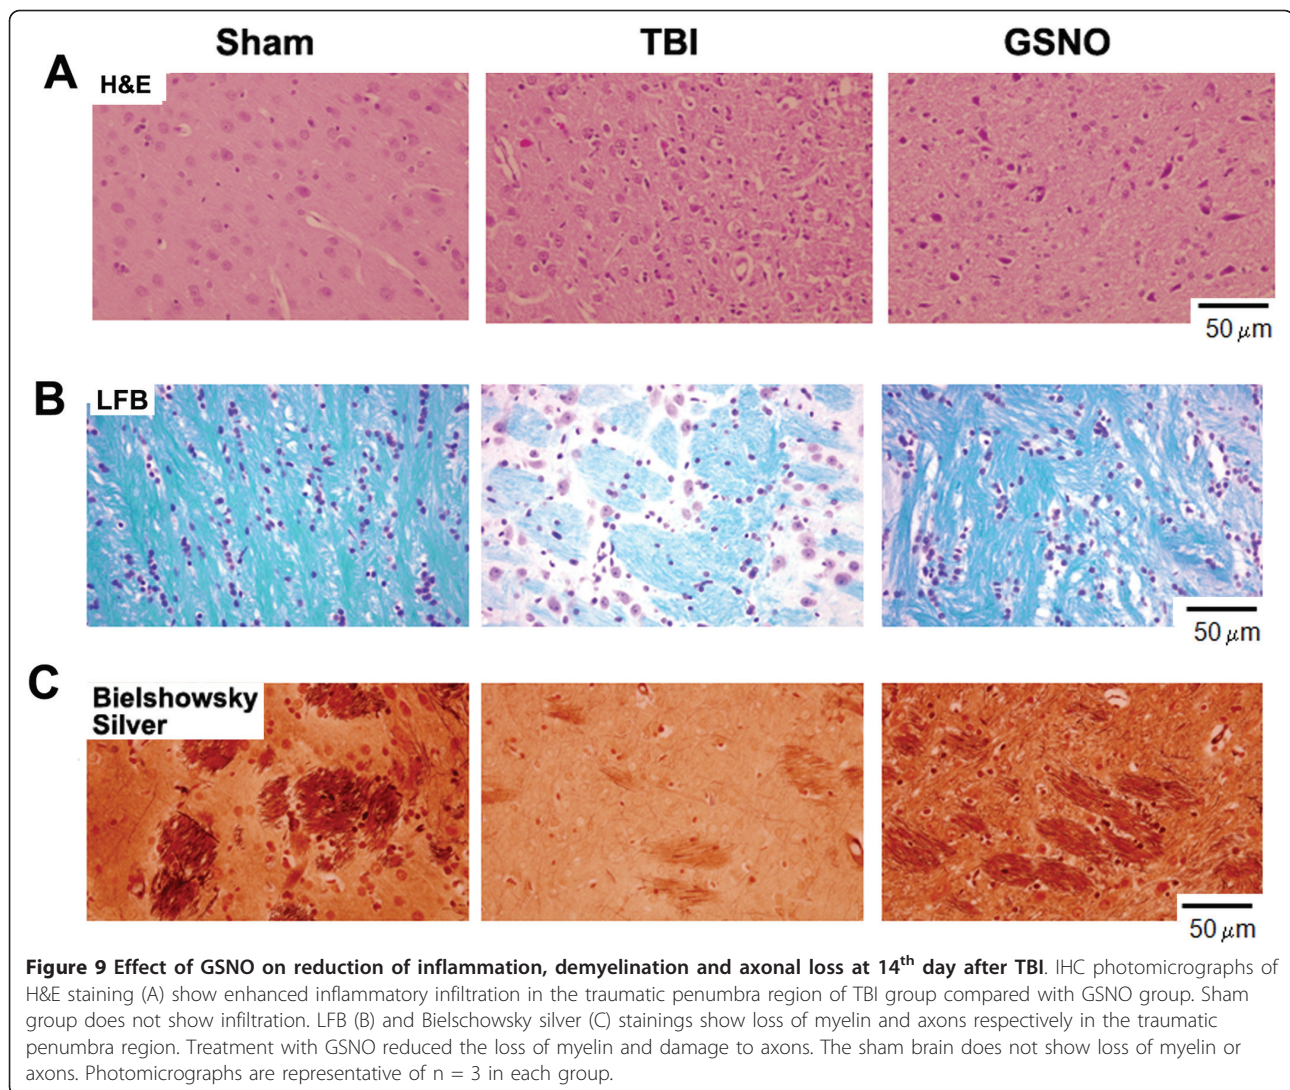 Sham TBI GSNO
A H&E
50 μm
B LFB
50 μm
C Bielshowsky
Silver
50 μm
Figure 9 Effect of GSNO on reduction of inflammation, demyelination and axonal loss at 14th day after TBI. IHC photomicrographs of
H&E staining (A) show enhanced inflammatory infiltration in the traumatic penumbra region of TBI group compared with GSNO group. Sham
group does not show infiltration. LFB (B) and Bielschowsky silver (C) stainings show loss of myelin and axons respectively in the traumatic
penumbra region. Treatment with GSNO reduced the loss of myelin and damage to axons. The sham brain does not show loss of myelin or
axons. Photomicrographs are representative of n = 3 in each group.